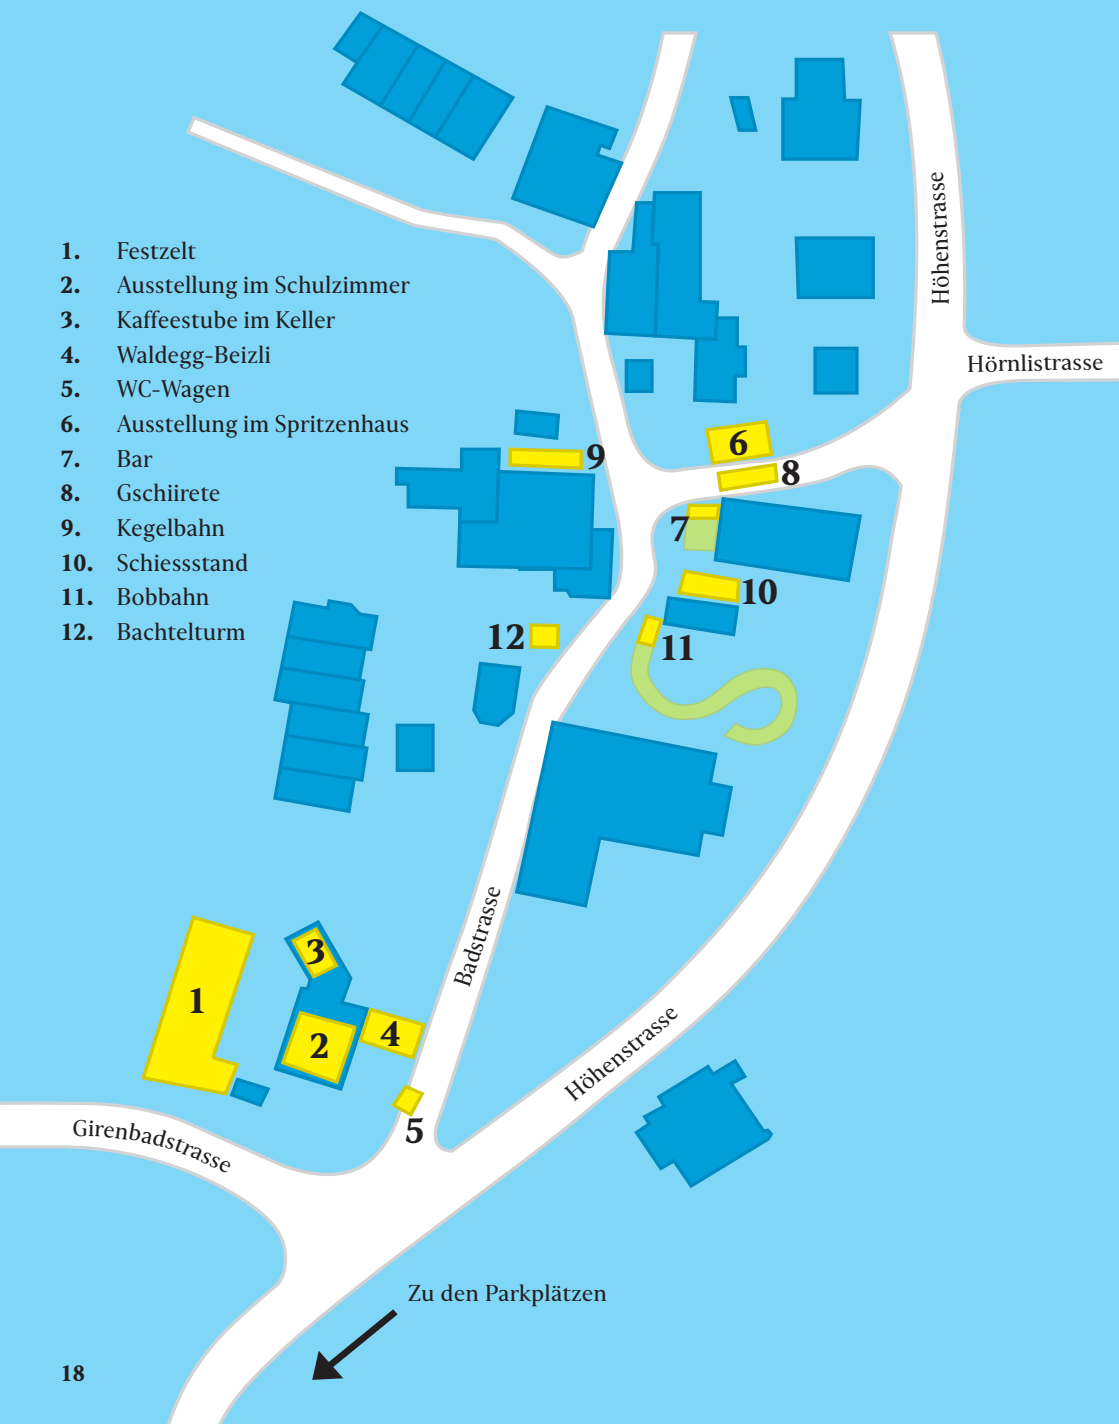 Höhenstrasse
1. Festzelt
2. Ausstellung im Schulzimmer
3. Kaffeestube im Keller
4. Waldegg-Beizli
5. WC-Wagen
6. Ausstellung im Spritzenhaus
7. Bar
8. Gschiirete
9. Kegelbahn
10. Schiessstand
11. Bobbahn
12. Bachtelturm
Hörnlistrasse
6
9
8
7
10
12
11
Badstrasse
3
1
4
2
Höhenstrasse
5
Girenbadstrasse
Zu den Parkplätzen
18